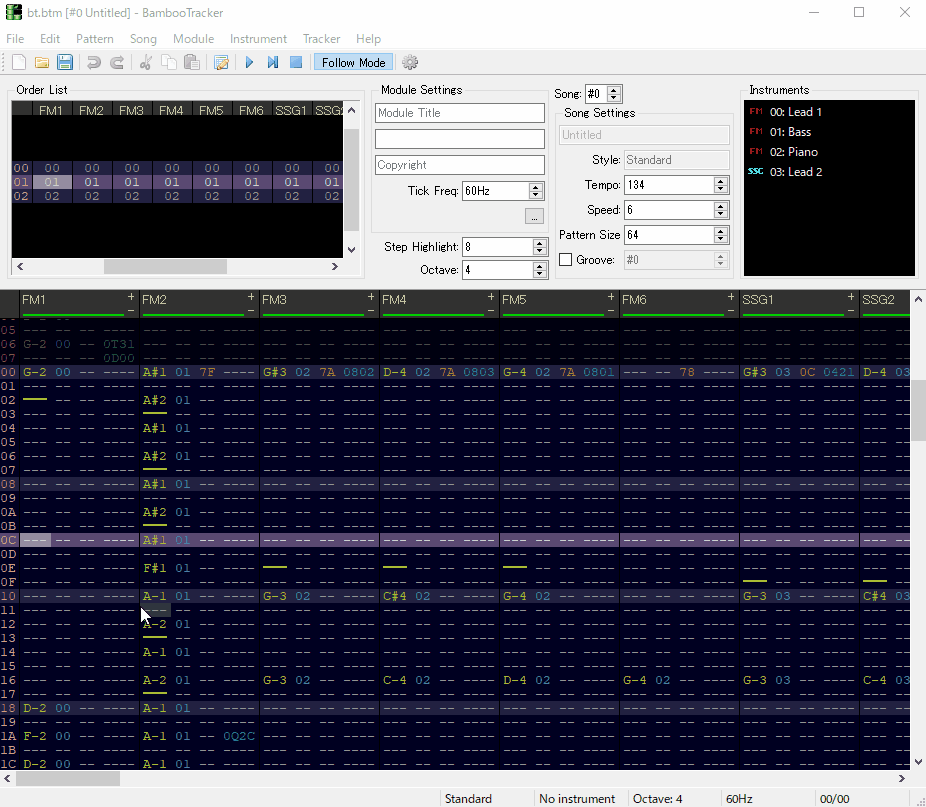 bt.btm [#0 Untitled] - BambooTracker
File Edit Pattern Song Module Instrument Tracker Help
Follow Mode
Order List
FM1 FM2 FM3 FM4 FM5 FM6 SSG1 SSG2
00 00 00 00 00 00 00 00 00
01 01 01 01 01 01 01 01 01
02 02 02 02 02 02 02 02 02
Module Settings
Module Title
Copyright
Tick Freq: 60Hz
...
Step Highlight: 8
Octave: 4
Song: #0
Song Settings
Untitled
Style: Standard
Tempo: 134
Speed: 6
Pattern Size 64
Groove: #0
Instruments
FM 00: Lead 1
FM 01: Bass
FM 02: Piano
SSG 03: Lead 2
FM1 + - FM2 + - FM3 + - FM4 + - FM5 + - FM6 + - SSG1 + - SSG2
05 --- -- -- ----
06 G-2 00 -- 0T31
07 --- -- -- 0D00
00 G-2 00 -- ---- A#1 01 7F ---- G#3 02 7A 0802 D-4 02 7A 0803 G-4 02 7A 0801 --- -- 78 ---- G#3 03 0C 0421 D-4 03
01
02 A#2 01
03
04 A#1 01
05
06 A#2 01
07
08 A#1 01
09
0A A#2 01
0B
0C --- A#1 01
0D
0E F#1 01
0F
10 A-1 01 G-3 02 C#4 02 G-4 02 G-3 03 C#4 03
11
12 A-2 01
13
14 A-1 01
15
16 A-2 01 G-3 02 C-4 02 D-4 02 G-4 02 G-3 03 C-4 03
17
18 D-2 00 A-1 01
19
1A F-2 00 A-1 01 -- 0Q2C
1B
1C D-2 00 A-1 01
Standard No instrument Octave: 4 60Hz 00/00